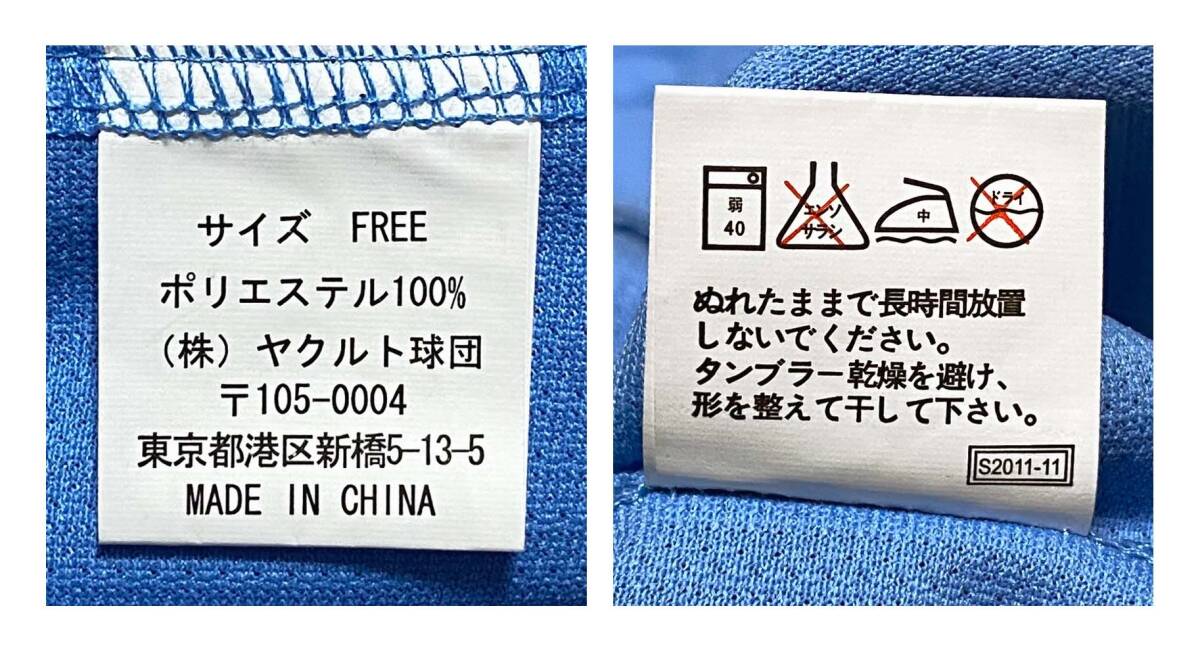 サイズ FREE
ポリエステル100%
(株)ヤクルト球団
〒105-0004
東京都港区新橋5-13-5
MADE IN CHINA
弱
40
エンソ
サラシ
中
ドライ
ぬれたままで長時間放置
しないでください。
タンブラー乾燥を避け、
形を整えて干して下さい。
S2011-11